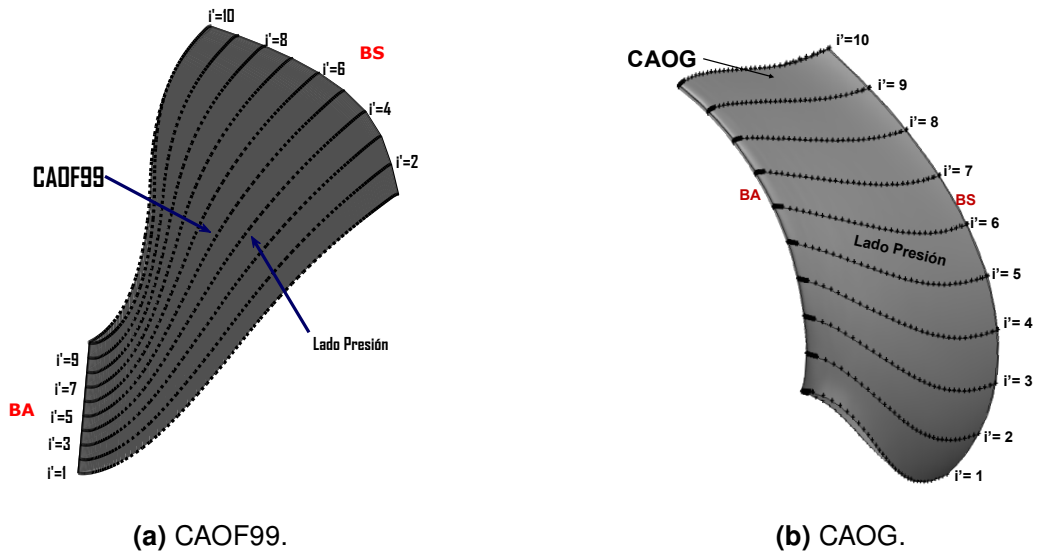 i'=10
i'=8
BS
i'=6
i'=4
i'=2
CAOF99
Lado Presión
i'=9
i'=7
BA
i'=5
i'=3
i'=1
(a) CAOF99.
i'=10
CAOG
i'= 9
i'= 8
i'= 7
BA
BS
i'= 6
Lado Presión
i'= 5
i'= 4
i'= 3
i'= 2
i'= 1
(b) CAOG.